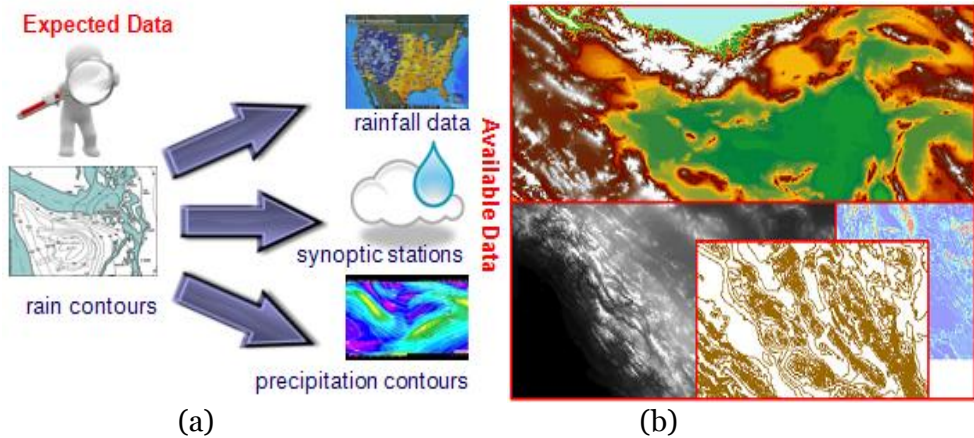 Expected Data
rainfall data
synoptic stations
rain contours
precipitation contours
Available Data
(a)
(b)